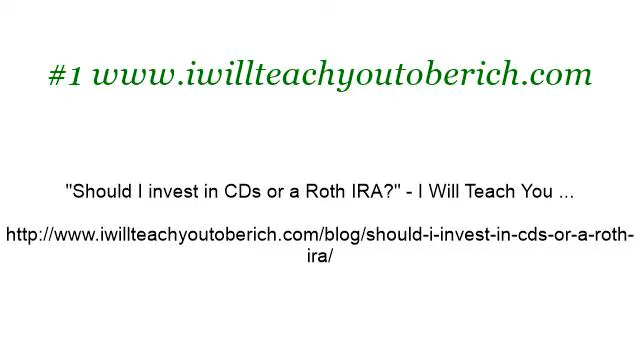 #1 www.iwillteachyoutoberich.com
"Should I invest in CDs or a Roth IRA?" - I Will Teach You ...
http://www.iwillteachyoutoberich.com/blog/should-i-invest-in-cds-or-a-roth-
ira/